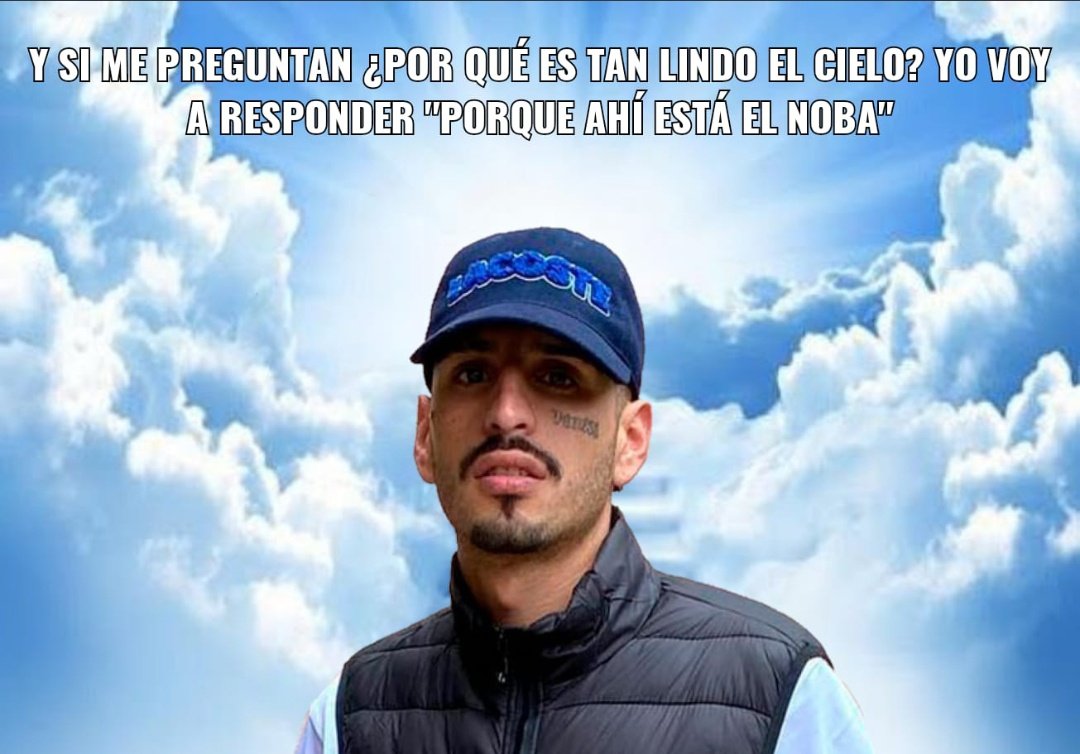 Y SI ME PREGUNTAN ¿POR QUÉ ES TAN LINDO EL CIELO? YO VOY
A RESPONDER "PORQUE AHÍ ESTÁ EL NOBA"
LACOSTE